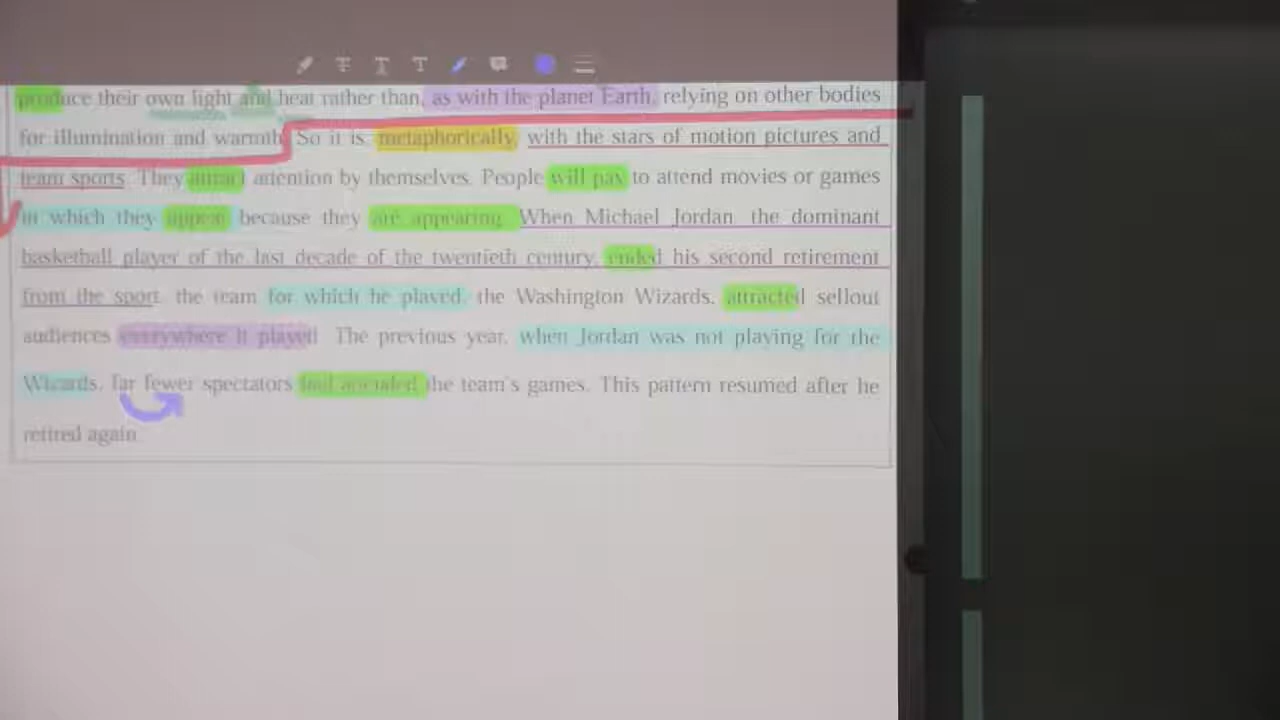 produce their own light and heat rather than, as with the planet Earth, relying on other bodies
for illumination and warmth. So it is, metaphorically, with the stars of motion pictures and
team sports. They attract attention by themselves. People will pay to attend movies or games
in which they appear because they are appearing. When Michael Jordan, the dominant
basketball player of the last decade of the twentieth century, ended his second retirement
from the sport, the team for which he played, the Washington Wizards, attracted sellout
audiences everywhere it played. The previous year, when Jordan was not playing for the
Wizards, far fewer spectators had attended the team's games. This pattern resumed after he
retired again.